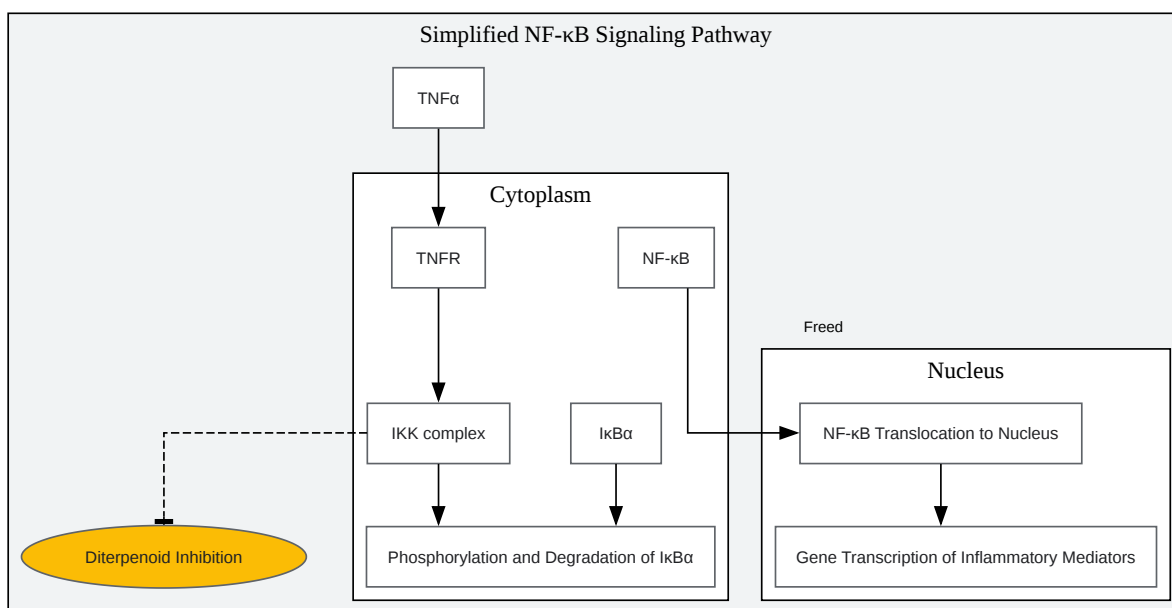 Simplified NF-κB Signaling Pathway
TNFα
Cytoplasm
TNFR
NF-κB
Freed
Nucleus
IKK complex
IκBα
NF-κB Translocation to Nucleus
Diterpenoid Inhibition
Phosphorylation and Degradation of IκBα
Gene Transcription of Inflammatory Mediators